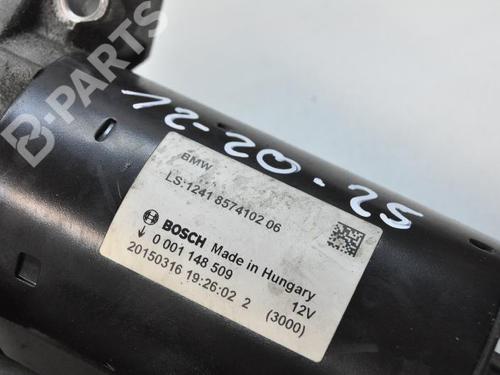 B-PARTS
12-20-25
BMW
LS:1241 8574102 06
BOSCH Made in Hungary
0 001 148 509
12V
20150316 19:26:02 2
(3000)